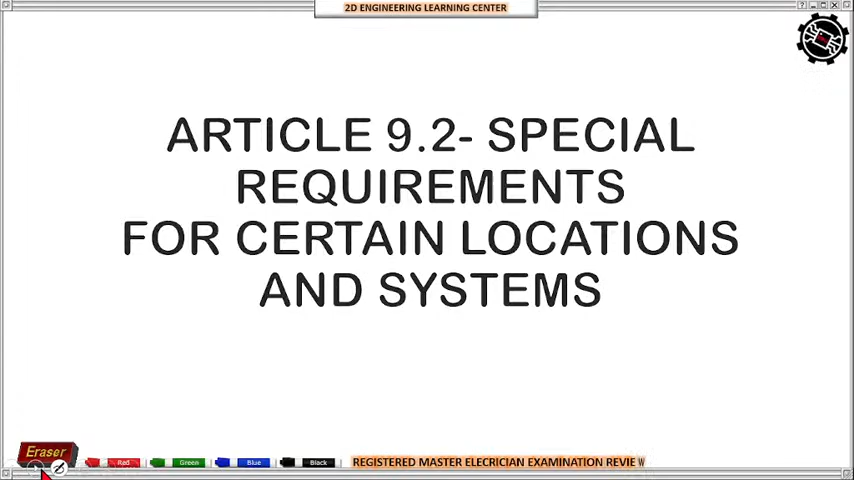 2D ENGINEERING LEARNING CENTER
ARTICLE 9.2- SPECIAL
REQUIREMENTS
FOR CERTAIN LOCATIONS
AND SYSTEMS
Eraser
Red Green Blue Black
REGISTERED MASTER ELECRICIAN EXAMINATION REVIE W